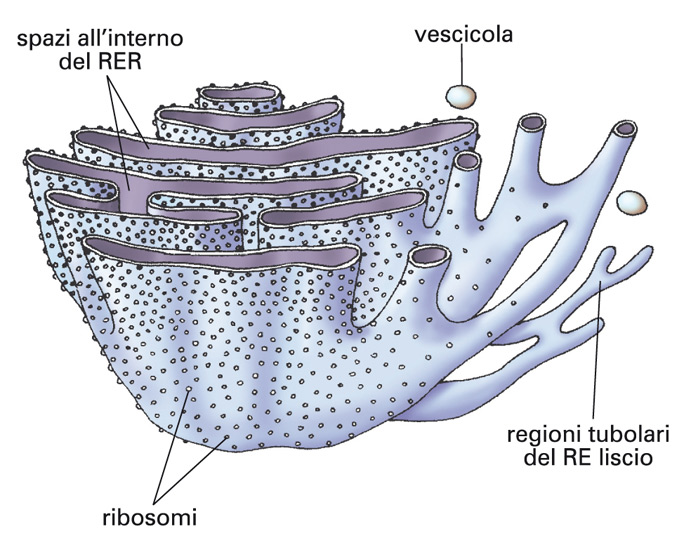 spazi all'interno
del RER
vescicola
regioni tubolari
del RE liscio
ribosomi